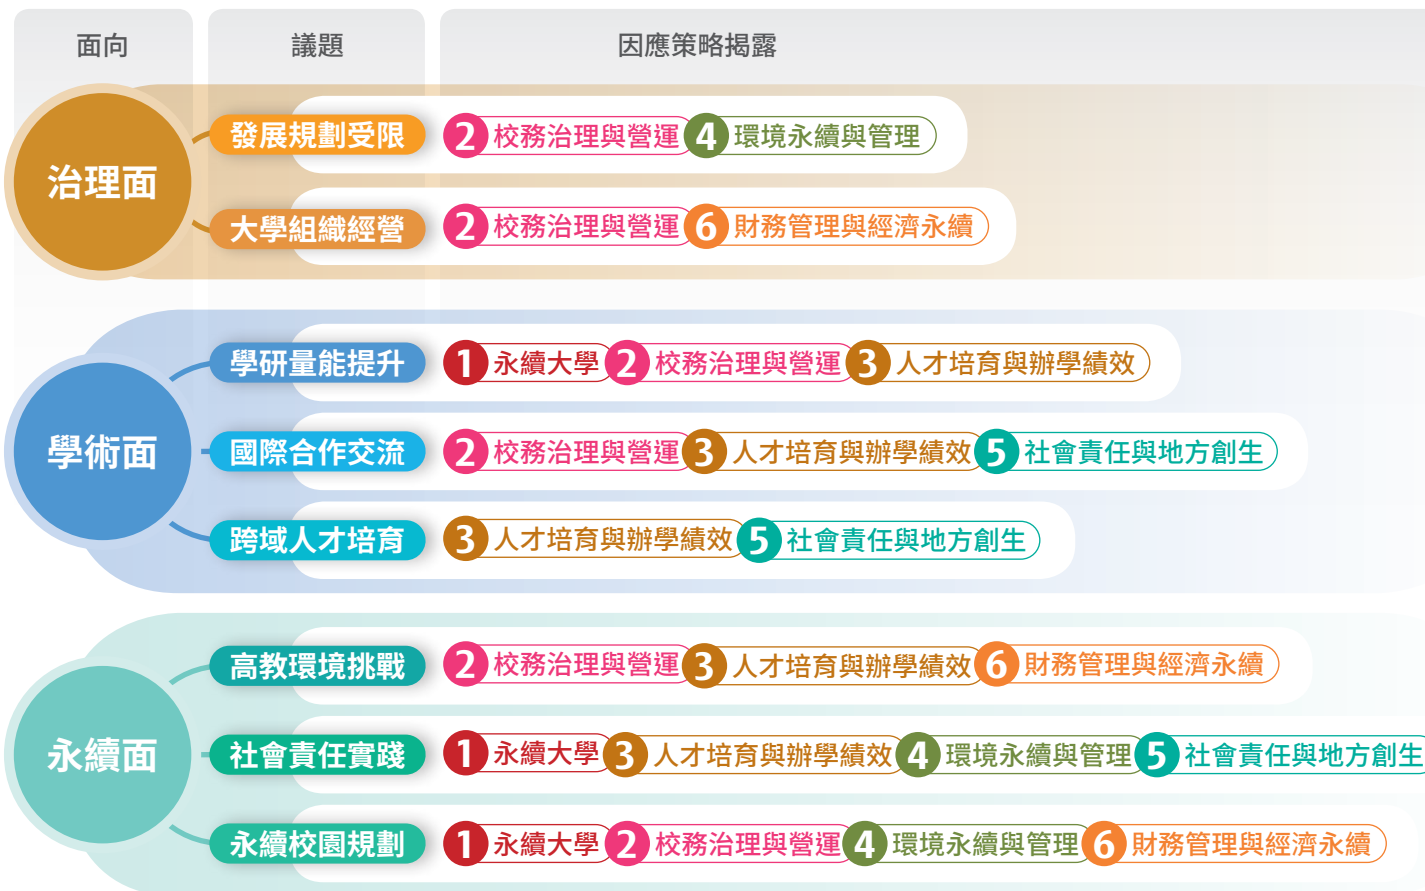 面向 議題 因應策略揭露
治理面
發展規劃受限 2 校務治理與營運 4 環境永續與管理
大學組織經營 2 校務治理與營運 6 財務管理與經濟永續
學術面
學研量能提升 1 永續大學 2 校務治理與營運 3 人才培育與辦學績效
國際合作交流 2 校務治理與營運 3 人才培育與辦學績效 5 社會責任與地方創生
跨域人才培育 3 人才培育與辦學績效 5 社會責任與地方創生
永續面
高教環境挑戰 2 校務治理與營運 3 人才培育與辦學績效 6 財務管理與經濟永續
社會責任實踐 1 永續大學 3 人才培育與辦學績效 4 環境永續與管理 5 社會責任與地方創生
永續校園規劃 1 永續大學 2 校務治理與營運 4 環境永續與管理 6 財務管理與經濟永續